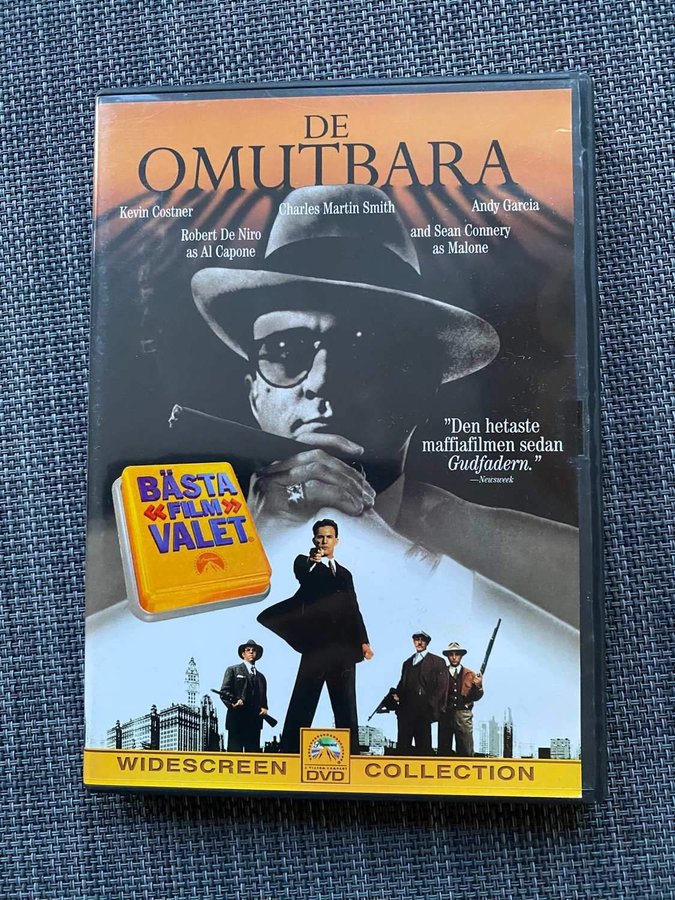 DE
OMUTBARA
Kevin Costner
Charles Martin Smith
Andy Garcia
Robert De Niro
as Al Capone
and Sean Connery
as Malone
"Den hetaste
maffiafilmen sedan
Gudfadern."
—Newsweek
BÄSTA
«FILM»
VALET
WIDESCREEN
DVD
COLLECTION